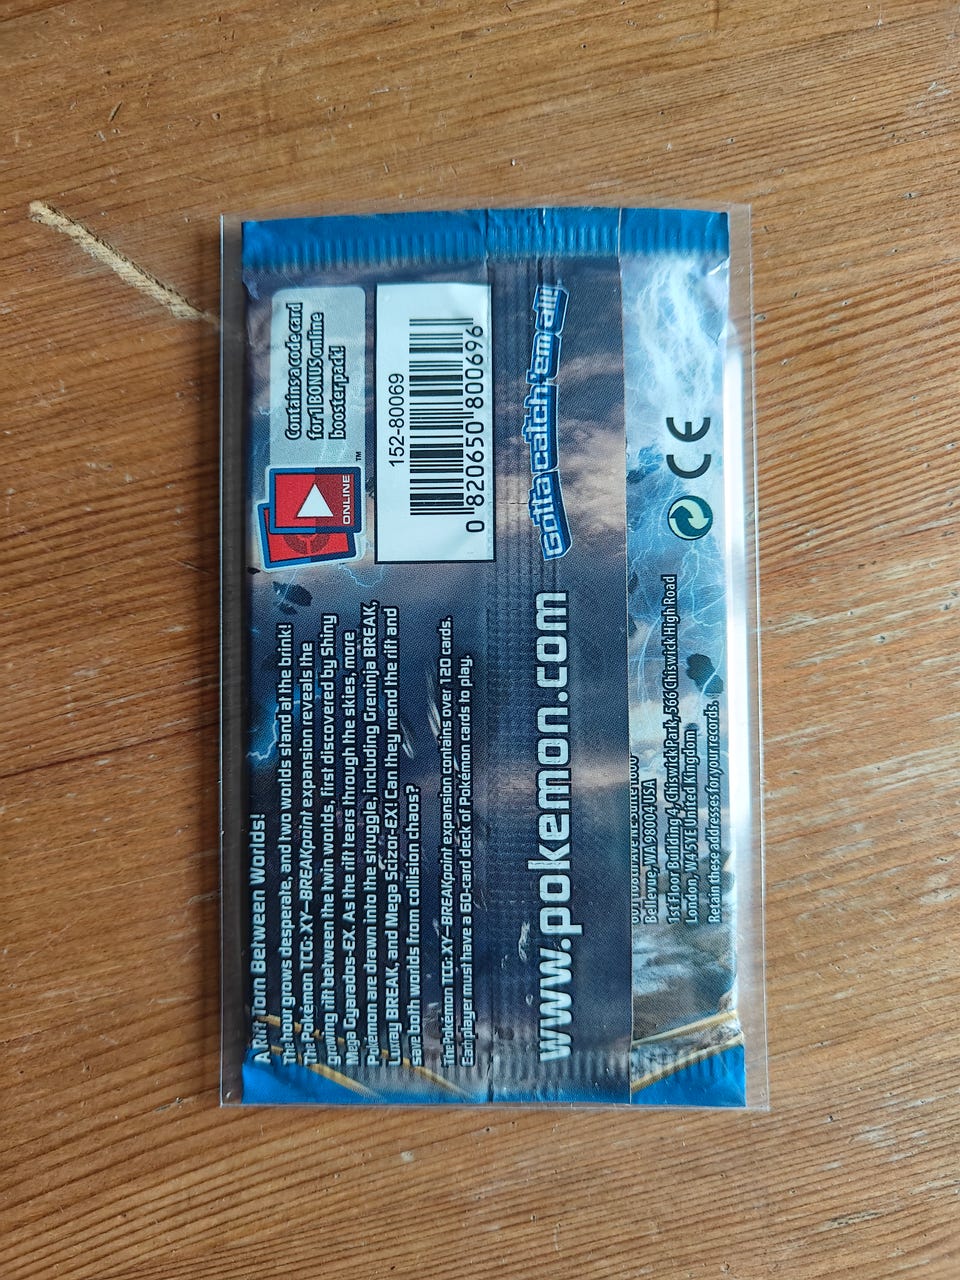 A Rift Torn Between Worlds!
The hour grows desperate, and two worlds stand at the brink!
The Pokémon TCG: XY—BREAKpoint expansion reveals the
growing rift between the twin worlds, first discovered by Shiny
Mega Gyarados-EX. As the rift tears through the skies, more
Pokémon are drawn into the struggle, including Greninja BREAK,
Luxray BREAK, and Mega Scizor-EX! Can they mend the rift and
save both worlds from collision chaos?
The Pokémon TCG: XY—BREAKpoint expansion contains over 120 cards.
Each player must have a 60-card deck of Pokémon cards to play.
Contains a code card
for 1 BONUS online
booster pack!
ONLINE™
152-80069
0 820650 800696
www.pokemon.com
Gotta catch 'em all!
Bellevue, WA 98004 USA
1st Floor Building 4, Chiswick Park, 566 Chiswick High Road
London, W4 5YE United Kingdom
Retain these addresses for your records.
CE